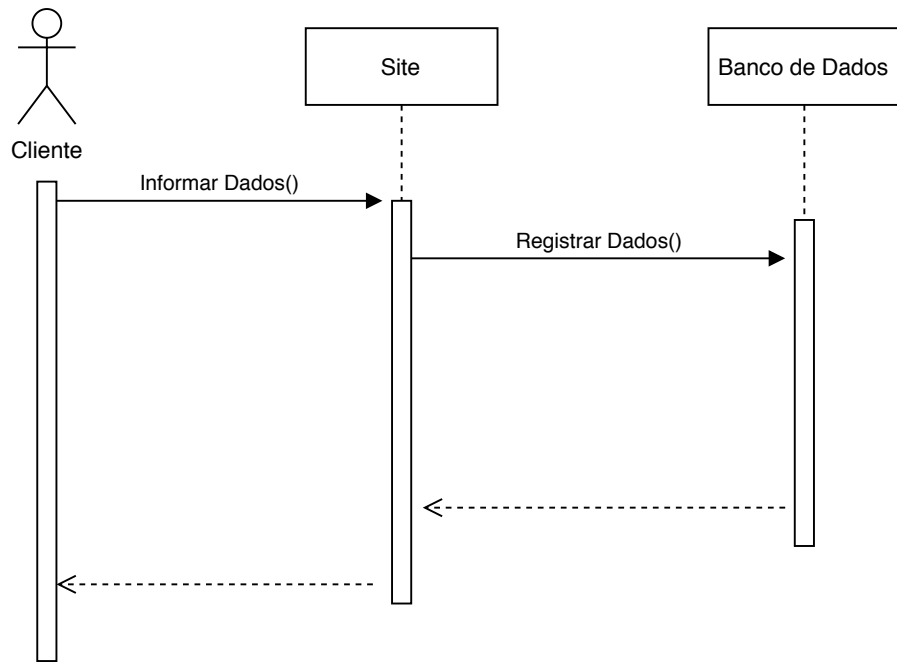 Site
Banco de Dados
Cliente
Informar Dados()
Registrar Dados()